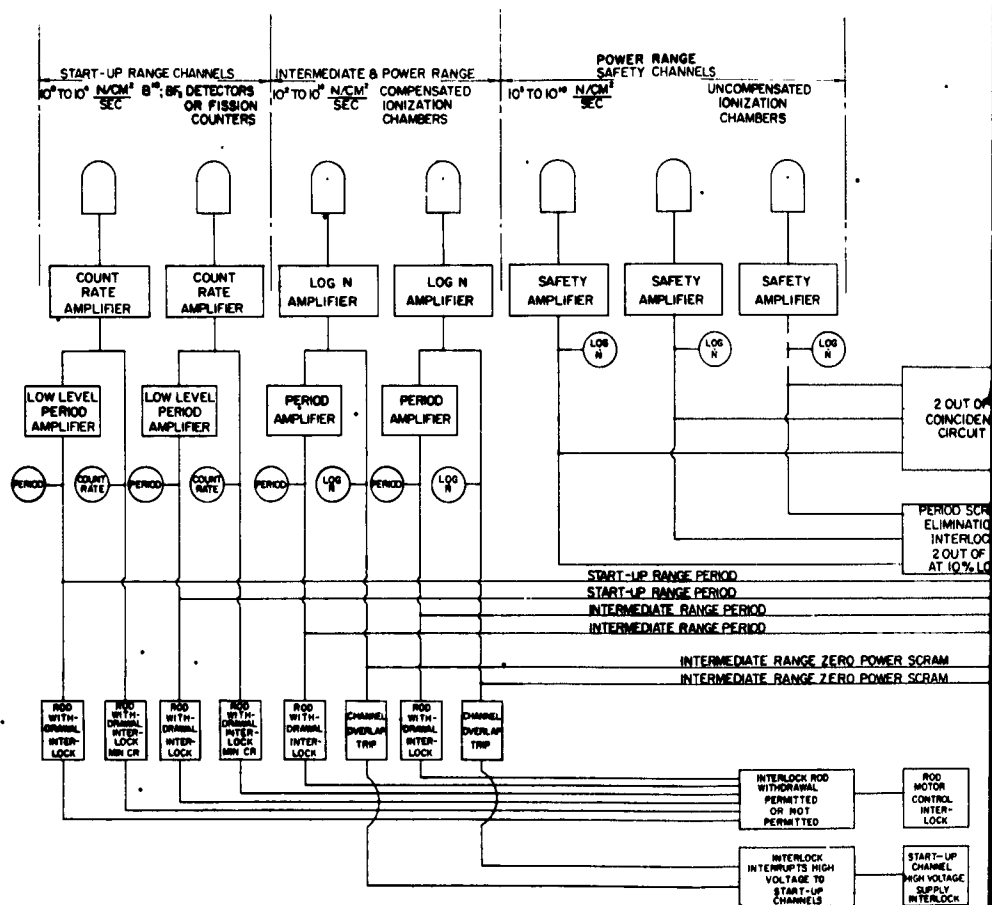 START-UP RANGE CHANNELS
10⁰ TO 10⁶ N/CM² B¹⁰; BF₃ DETECTORS
SEC OR FISSION
COUNTERS
INTERMEDIATE & POWER RANGE
10² TO 10¹⁰ N/CM² COMPENSATED
SEC IONIZATION
CHAMBERS
POWER RANGE
SAFETY CHANNELS
N/CM² UNCOMPENSATED
SEC IONIZATION
CHAMBERS
COUNT
RATE
AMPLIFIER
COUNT
RATE
AMPLIFIER
LOG N
AMPLIFIER
LOG N
AMPLIFIER
SAFETY
AMPLIFIER
SAFETY
AMPLIFIER
SAFETY
AMPLIFIER
LOG
N
LOG
N
LOG
N
LOW LEVEL
PERIOD
AMPLIFIER
LOW LEVEL
PERIOD
AMPLIFIER
PERIOD
AMPLIFIER
PERIOD
AMPLIFIER
2 OUT OF
COINCIDEN
CIRCUIT
PERIOD
COUNT
RATE
PERIOD
COUNT
RATE
PERIOD
LOG
N
PERIOD
LOG
N
PERIOD SCR
ELIMINATIO
INTERLOC
2 OUT OF
AT 10% LO
START-UP RANGE PERIOD
START-UP RANGE PERIOD
INTERMEDIATE RANGE PERIOD
INTERMEDIATE RANGE PERIOD
INTERMEDIATE RANGE ZERO POWER SCRAM
INTERMEDIATE RANGE ZERO POWER SCRAM
ROD
WITH-
DRAWAL
INTER-
LOCK
ROD
WITH-
DRAWAL
INTER-
LOCK
MIN CR
ROD
WITH-
DRAWAL
INTER-
LOCK
ROD
WITH-
DRAWAL
INTER-
LOCK
MIN CR
ROD
WITH-
DRAWAL
INTER-
LOCK
CHANNEL
OVERLAP
TRIP
ROD
WITH-
DRAWAL
INTER-
LOCK
CHANNEL
OVERLAP
TRIP
INTERLOCK ROD
WITHDRAWAL
PERMITTED
OR NOT
PERMITTED
ROD
MOTOR
CONTROL
INTER-
LOCK
INTERLOCK
INTERRUPTS HIGH
VOLTAGE TO
START-UP
CHANNELS
START-UP
CHANNEL
HIGH VOLTAGE
SUPPLY
INTERLOCK